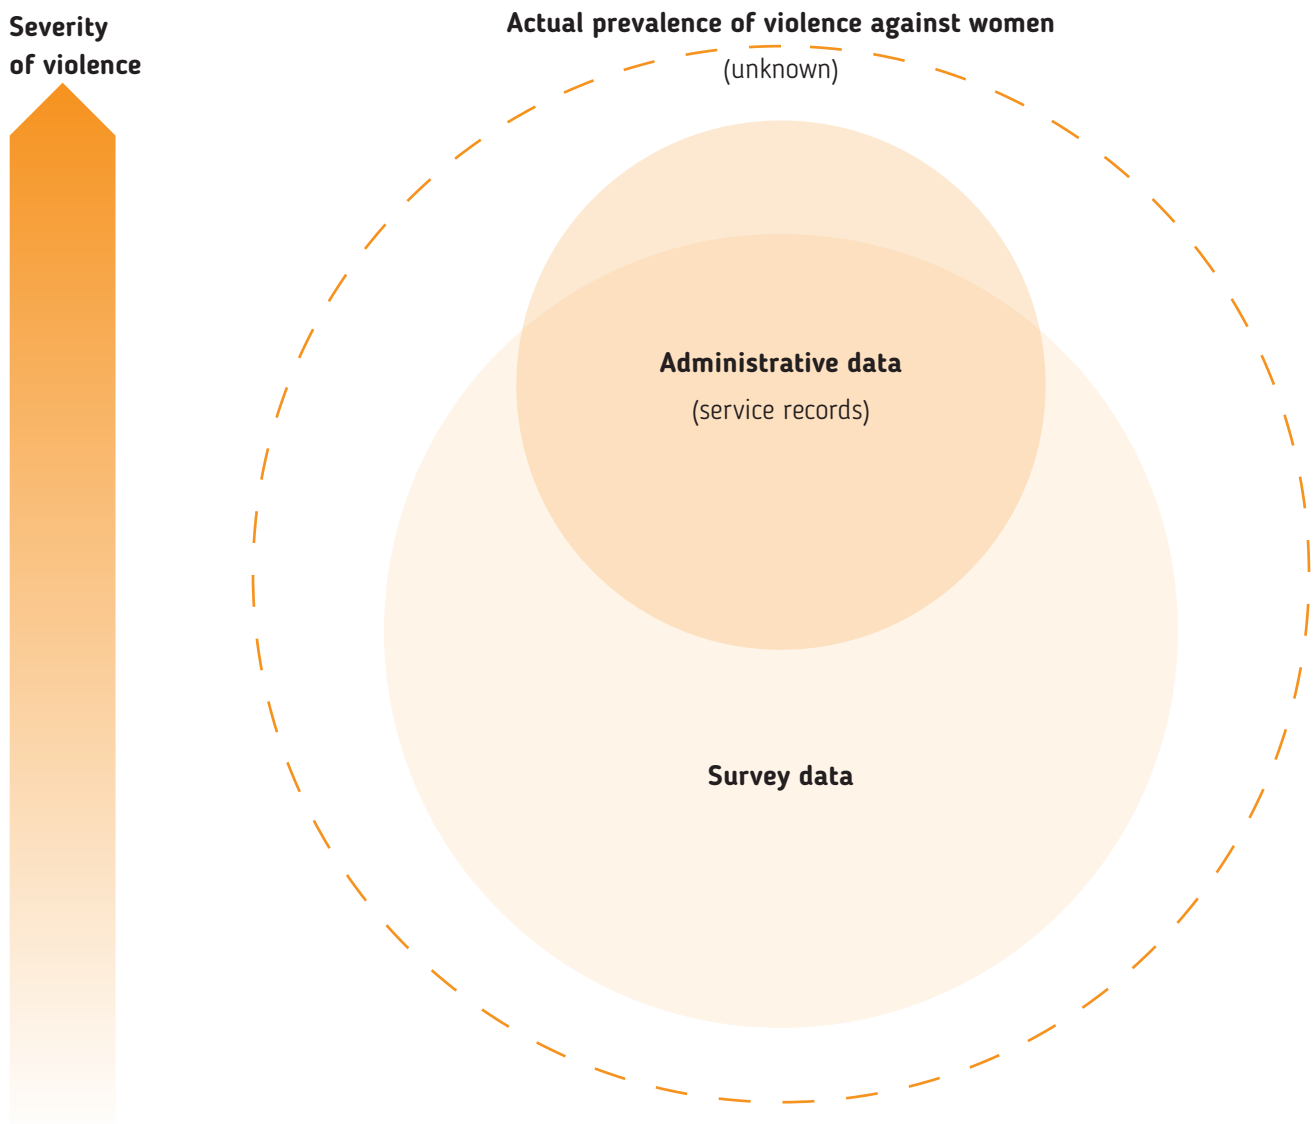 Severity
of violence
Actual prevalence of violence against women
(unknown)
Administrative data
(service records)
Survey data